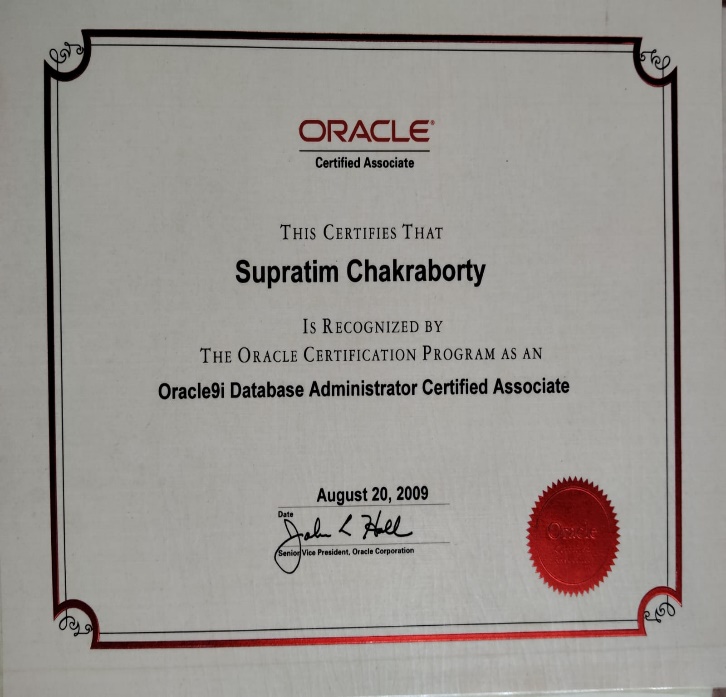 ORACLE®
Certified Associate
THIS CERTIFIES THAT
Supratim Chakraborty
IS RECOGNIZED BY
THE ORACLE CERTIFICATION PROGRAM AS AN
Oracle9i Database Administrator Certified Associate
August 20, 2009
Date
John L Hall
Senior Vice President, Oracle Corporation
Oracle